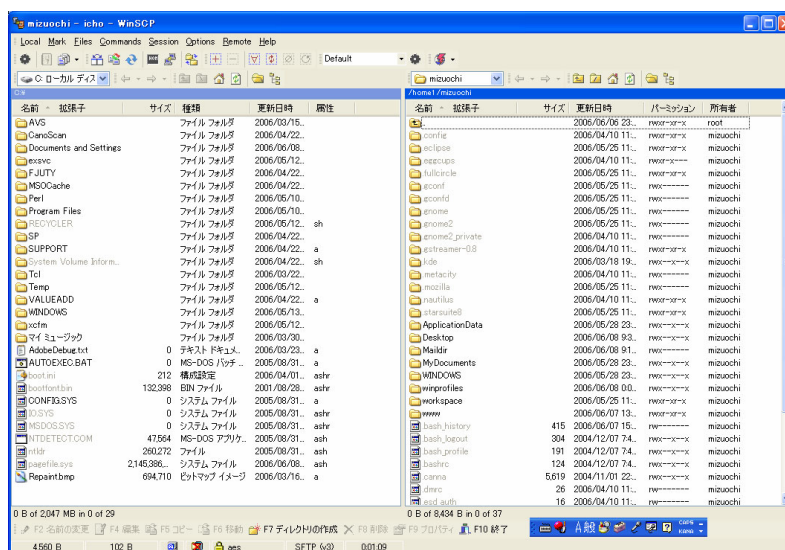 mizuochi - icho - WinSCP
Local Mark Files Commands Session Options Remote Help
Default
C: ローカル ディス
mizuochi
C:¥
/home1/mizuochi
名前 拡張子 サイズ 種類 更新日時 属性
AVS ファイル フォルダ 2006/03/15...
CanoScan ファイル フォルダ 2006/04/22...
Documents and Settings ファイル フォルダ 2006/06/08...
exsvc ファイル フォルダ 2006/05/12...
FJUTY ファイル フォルダ 2006/04/22...
MSOCache ファイル フォルダ 2006/04/22...
Perl ファイル フォルダ 2006/05/10...
Program Files ファイル フォルダ 2006/05/10...
RECYCLER ファイル フォルダ 2006/05/12... sh
SP ファイル フォルダ 2006/04/22...
SUPPORT ファイル フォルダ 2006/04/22... a
System Volume Inform... ファイル フォルダ 2006/04/22... sh
Tcl ファイル フォルダ 2006/03/22...
Temp ファイル フォルダ 2006/05/12...
VALUEADD ファイル フォルダ 2006/04/22... a
WINDOWS ファイル フォルダ 2006/05/13...
xcfm ファイル フォルダ 2006/05/12...
マイ ミュージック ファイル フォルダ 2006/03/30...
AdobeDebug.txt 0 テキスト ドキュメ... 2006/03/23... a
AUTOEXEC.BAT 0 MS-DOS バッチ ... 2005/08/31... a
boot.ini 212 構成設定 2006/04/01... ashr
bootfont.bin 132,398 BIN ファイル 2001/08/28... ashr
CONFIG.SYS 0 システム ファイル 2005/08/31... a
IO.SYS 0 システム ファイル 2005/08/31... ashr
MSDOS.SYS 0 システム ファイル 2005/08/31... ashr
NTDETECT.COM 47,564 MS-DOS アプリケ... 2005/08/31... ash
ntldr 260,272 ファイル 2005/08/31... ash
pagefile.sys 2,145,386,... システム ファイル 2006/06/08... ash
Repaint.bmp 694,710 ビットマップ イメージ 2006/03/16... a
0 B of 2,047 MB in 0 of 29
名前 拡張子 サイズ 更新日時 パーミッション 所有者
.. 2006/06/06 23:... rwxr-xr-x root
.config 2006/04/10 11:... rwxr-xr-x mizuochi
.eclipse 2006/05/25 11:... rwxr-xr-x mizuochi
.eggcups 2006/04/10 11:... rwxr-x--- mizuochi
.fullcircle 2006/05/25 11:... rwxr-xr-x mizuochi
.gconf 2006/05/25 11:... rwx------ mizuochi
.gconfd 2006/05/25 11:... rwx------ mizuochi
.gnome 2006/05/25 11:... rwx------ mizuochi
.gnome2 2006/05/25 11:... rwx------ mizuochi
.gnome2_private 2006/04/10 11:... rwx------ mizuochi
.gstreamer-0.8 2006/04/10 11:... rwxr-xr-x mizuochi
.kde 2006/03/18 19:... rwx--x--x mizuochi
.metacity 2006/04/10 11:... rwx------ mizuochi
.mozilla 2006/05/25 11:... rwx------ mizuochi
.nautilus 2006/04/10 11:... rwxr-xr-x mizuochi
.starsuite8 2006/05/25 11:... rwx------ mizuochi
ApplicationData 2006/05/28 23:... rwx--x--x mizuochi
Desktop 2006/06/08 9:3... rwx--x--x mizuochi
Maildir 2006/06/08 9:1... rwx------ mizuochi
MyDocuments 2006/05/28 23:... rwx--x--x mizuochi
WINDOWS 2006/05/28 23:... rwx--x--x mizuochi
winprofiles 2006/06/08 0:0... rwx--x--x mizuochi
workspace 2006/05/25 11:... rwxr-xr-x mizuochi
2006/06/07 13:... rwxr-xr-x mizuochi
.bash_history 415 2006/06/07 15:... rw------- mizuochi
.bash_logout 304 2004/12/07 7:4... rwx--x--x mizuochi
.bash_profile 191 2004/12/07 7:4... rwx--x--x mizuochi
.bashrc 124 2004/12/07 7:4... rwx--x--x mizuochi
.canna 5,619 2004/11/01 22:... rwx--x--x mizuochi
.dmrc 26 2006/04/10 11:... rw------- mizuochi
.esd_auth 16 2006/04/10 11:... rw------- mizuochi
0 B of 8,434 B in 0 of 37
F2 名前の変更 F4 編集 F5 コピー F6 移動 F7 ディレクトリの作成 F8 削除 F9 プロパティ F10 終了
A 般 CAPS KANA
4,560 B 102 B aes SFTP (v3) 0:01:09